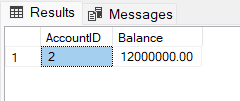 Results Messages
AccountID Balance
1 2 12000000.00